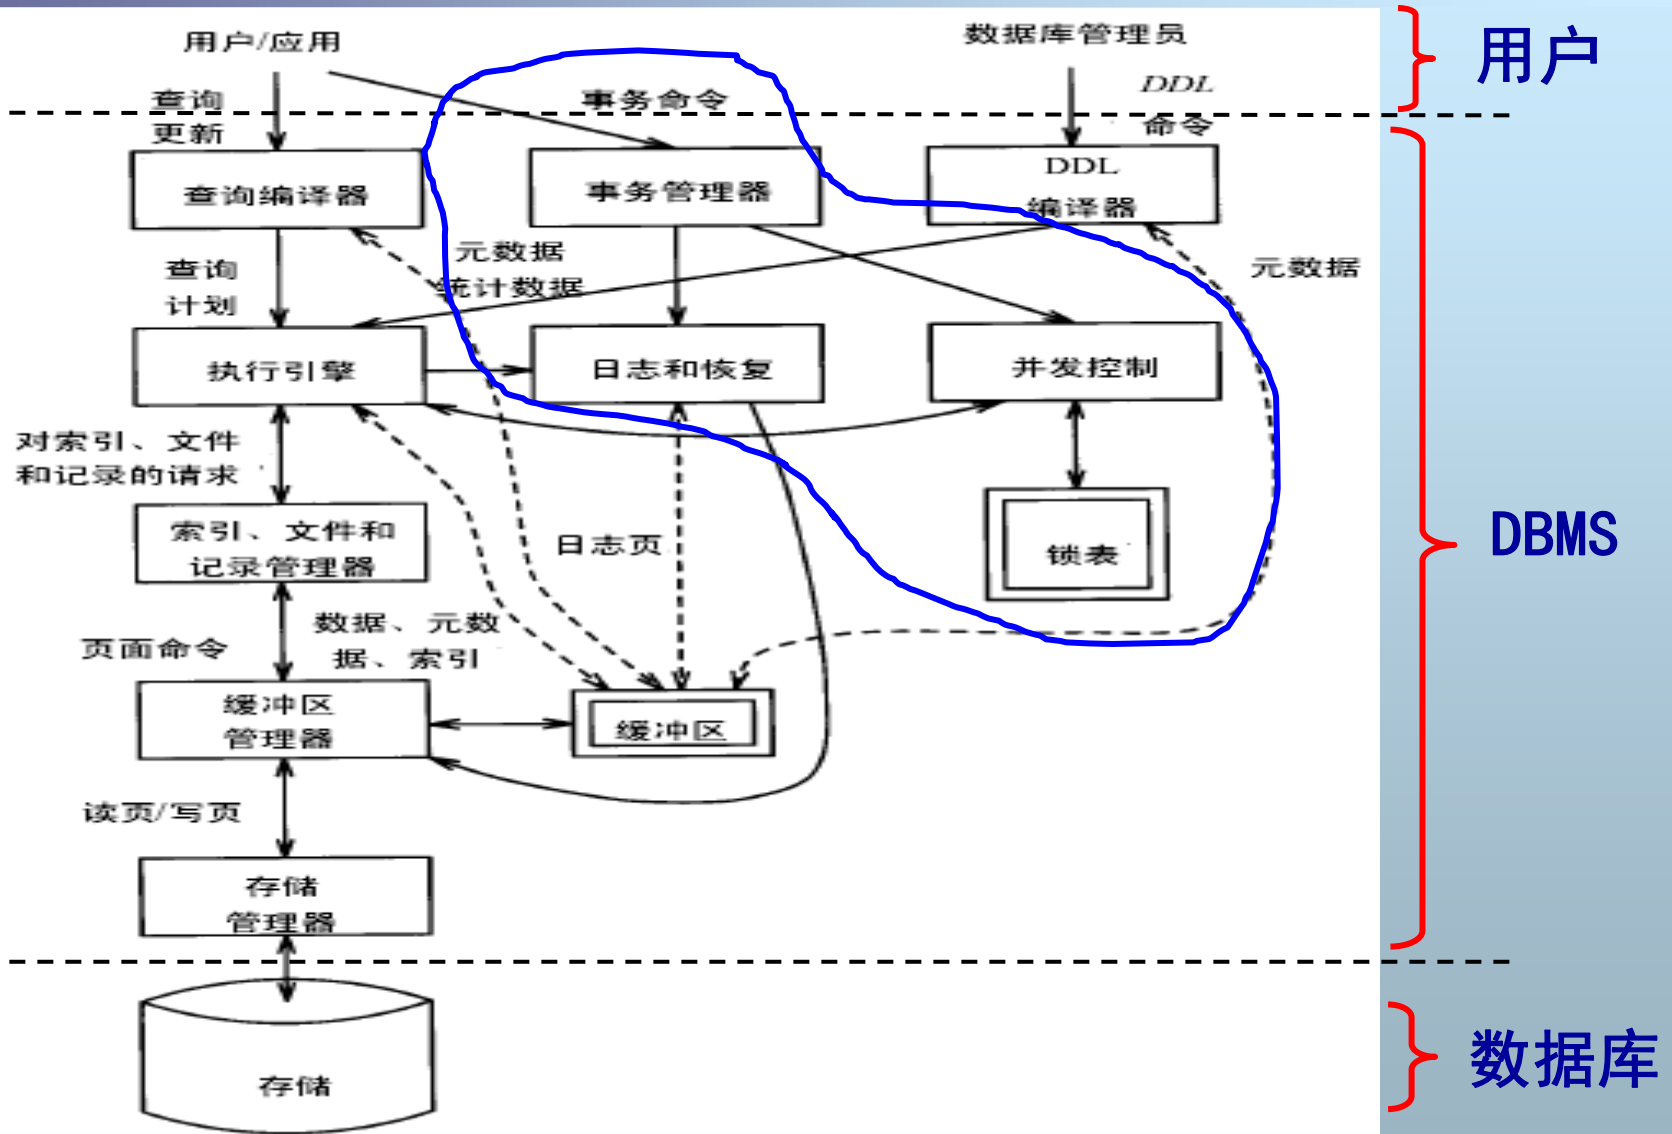 用户/应用
数据库管理员
用户
查询
更新
事务命令
DDL
命令
查询编译器
事务管理器
DDL
编译器
元数据
统计数据
元数据
查询
计划
执行引擎
日志和恢复
并发控制
对索引、文件
和记录的请求
索引、文件和
记录管理器
日志页
锁表
DBMS
页面命令
数据、元数
据、索引
缓冲区
管理器
缓冲区
读页/写页
存储
管理器
存储
数据库